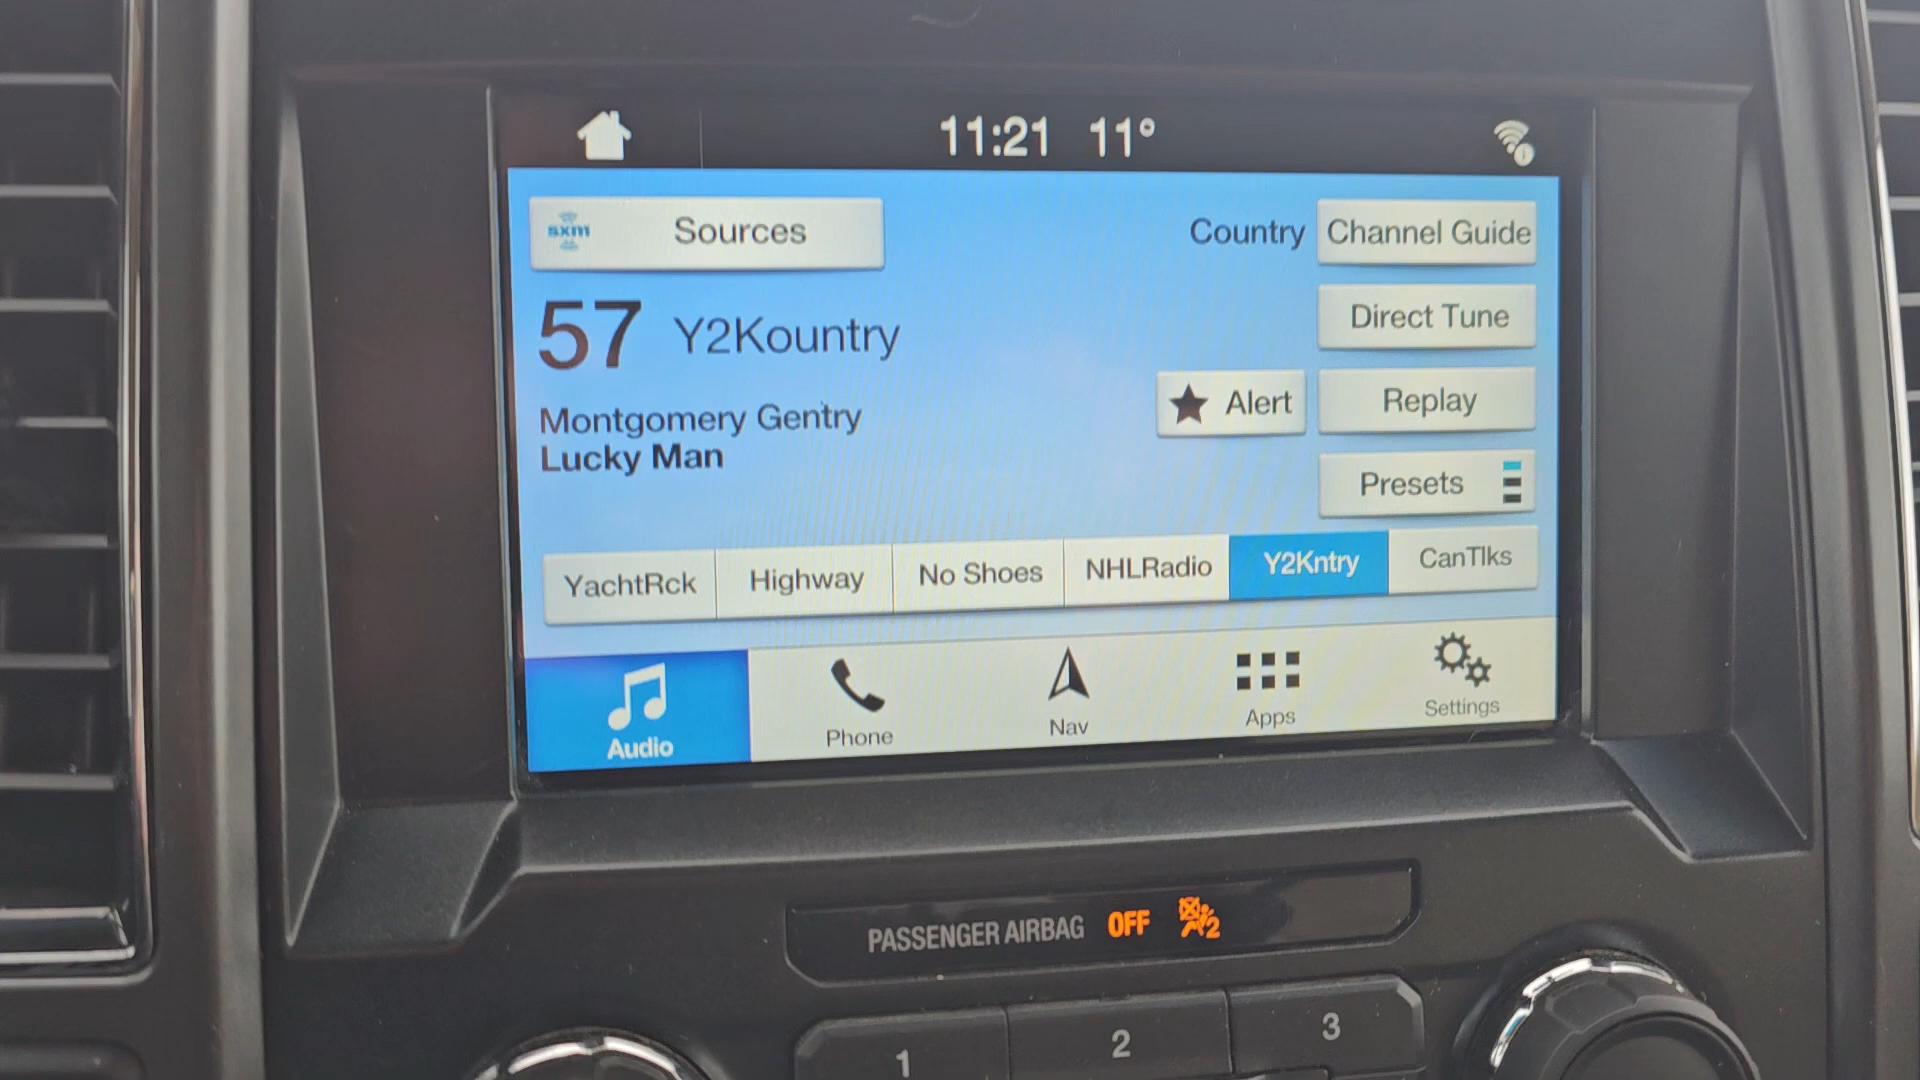 11:21 11°
sxm Sources
Country Channel Guide
57 Y2Kountry
Direct Tune
Montgomery Gentry
Lucky Man
Alert Replay
Presets
YachtRck Highway No Shoes NHLRadio Y2Kntry CanTlks
Audio Phone Nav Apps Settings
PASSENGER AIRBAG OFF 2
1 2 3